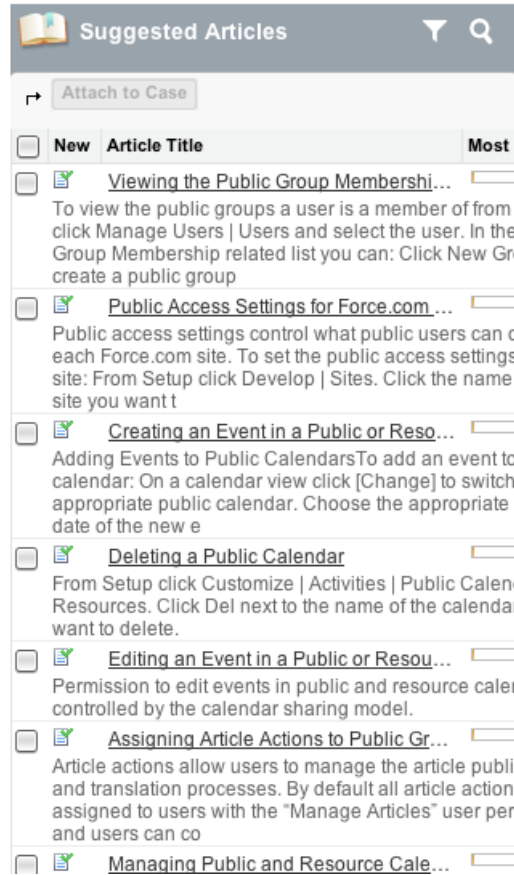 Suggested Articles
Attach to Case
New Article Title Most
Viewing the Public Group Membershi...
To view the public groups a user is a member of from
click Manage Users | Users and select the user. In the
Group Membership related list you can: Click New Gr
create a public group
Public Access Settings for Force.com ...
Public access settings control what public users can
each Force.com site. To set the public access settings
site: From Setup click Develop | Sites. Click the name
site you want t
Creating an Event in a Public or Reso...
Adding Events to Public CalendarsTo add an event to
calendar: On a calendar view click [Change] to switch
appropriate public calendar. Choose the appropriate
date of the new e
Deleting a Public Calendar
From Setup click Customize | Activities | Public Calen
Resources. Click Del next to the name of the calenda
want to delete.
Editing an Event in a Public or Resou...
Permission to edit events in public and resource cale
controlled by the calendar sharing model.
Assigning Article Actions to Public Gr...
Article actions allow users to manage the article publi
and translation processes. By default all article action
assigned to users with the “Manage Articles” user per
and users can co
Managing Public and Resource Cale...